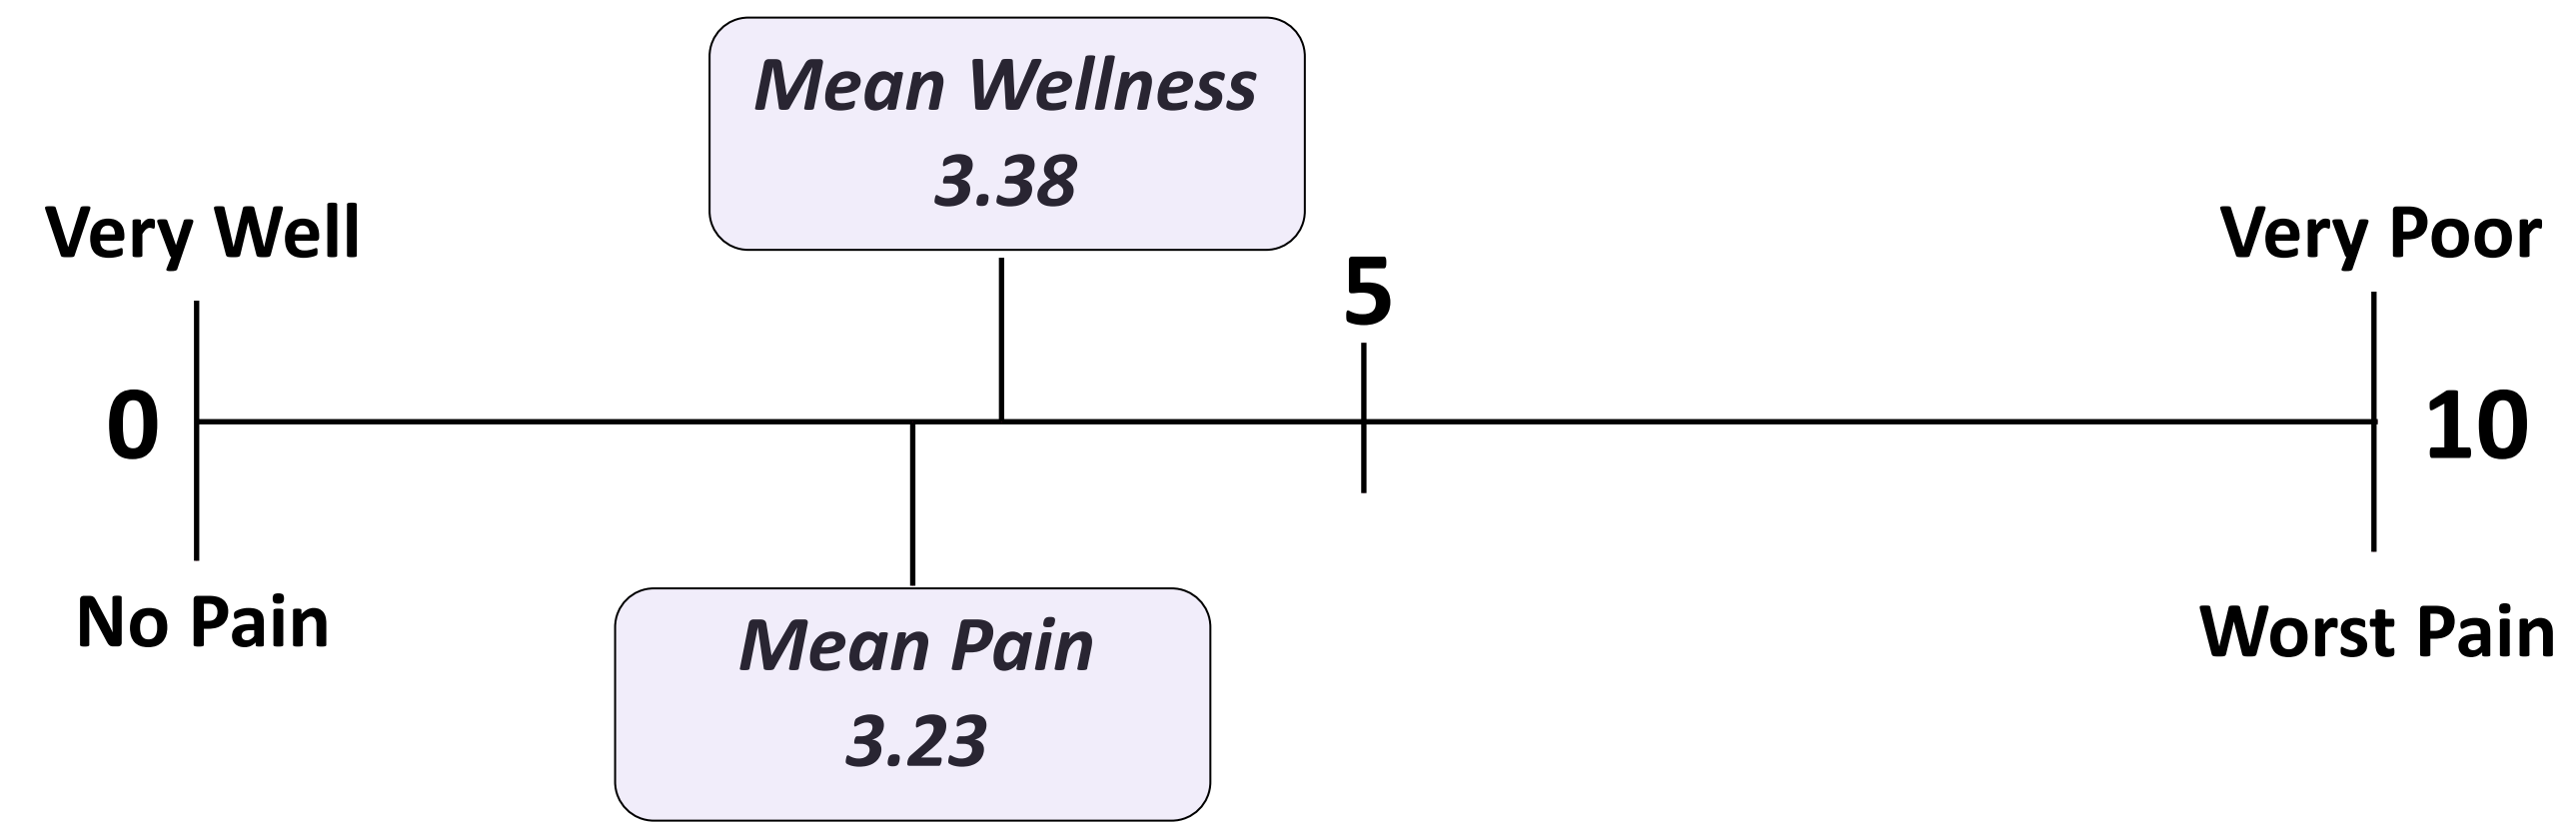 Mean Wellness
3.38
Very Well
Very Poor
5
0
10
No Pain
Worst Pain
Mean Pain
3.23